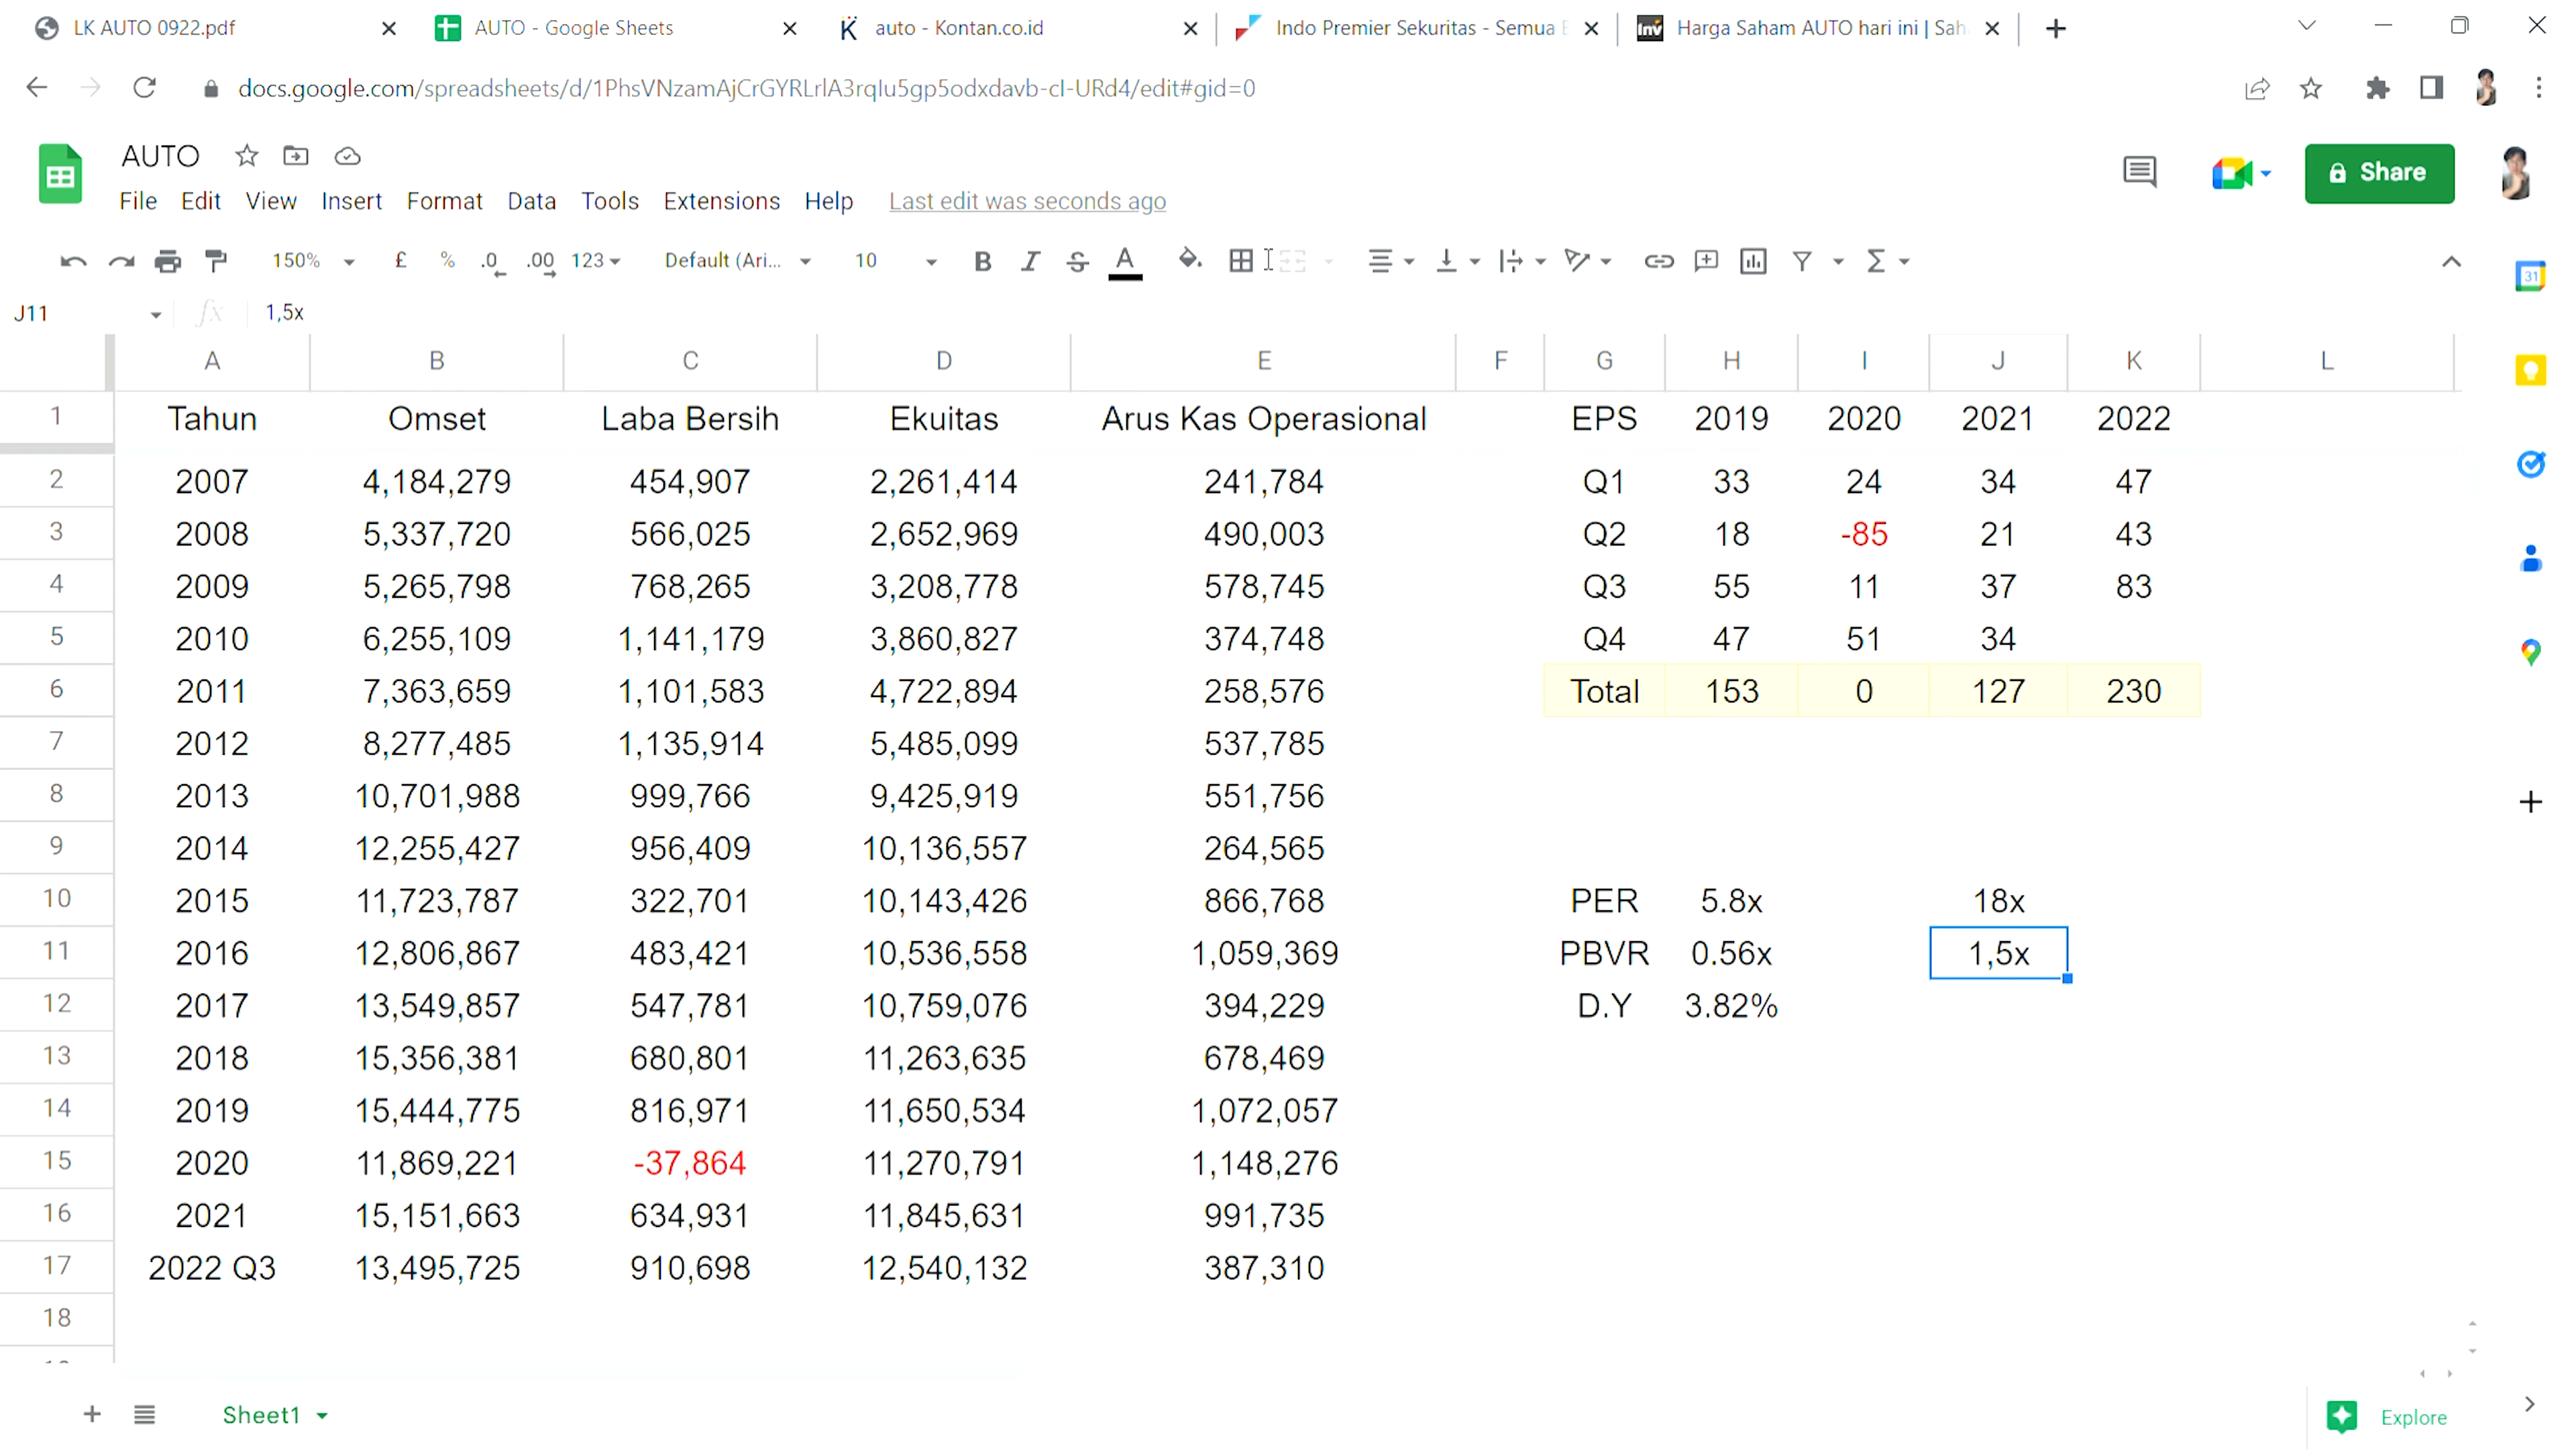 LK AUTO 0922.pdf
AUTO - Google Sheets
auto - Kontan.co.id
Indo Premier Sekuritas - Semua
Harga Saham AUTO hari ini | Sah
docs.google.com/spreadsheets/d/1PhsVNzamAjCrGYRLrlA3rqIu5gp5odxdavb-cI-URd4/edit#gid=0
AUTO
File Edit View Insert Format Data Tools Extensions Help Last edit was seconds ago
Share
150% £ % .0 .00 123 Default (Ari... 10 B I S A Σ
31
J11 fx 1,5x
A B C D E F G H I J K L
1 Tahun Omset Laba Bersih Ekuitas Arus Kas Operasional EPS 2019 2020 2021 2022
2 2007 4,184,279 454,907 2,261,414 241,784 Q1 33 24 34 47
3 2008 5,337,720 566,025 2,652,969 490,003 Q2 18 -85 21 43
4 2009 5,265,798 768,265 3,208,778 578,745 Q3 55 11 37 83
5 2010 6,255,109 1,141,179 3,860,827 374,748 Q4 47 51 34
6 2011 7,363,659 1,101,583 4,722,894 258,576 Total 153 0 127 230
7 2012 8,277,485 1,135,914 5,485,099 537,785
8 2013 10,701,988 999,766 9,425,919 551,756
9 2014 12,255,427 956,409 10,136,557 264,565
10 2015 11,723,787 322,701 10,143,426 866,768 PER 5.8x 18x
11 2016 12,806,867 483,421 10,536,558 1,059,369 PBVR 0.56x 1,5x
12 2017 13,549,857 547,781 10,759,076 394,229 D.Y 3.82%
13 2018 15,356,381 680,801 11,263,635 678,469
14 2019 15,444,775 816,971 11,650,534 1,072,057
15 2020 11,869,221 -37,864 11,270,791 1,148,276
16 2021 15,151,663 634,931 11,845,631 991,735
17 2022 Q3 13,495,725 910,698 12,540,132 387,310
18
Sheet1
Explore